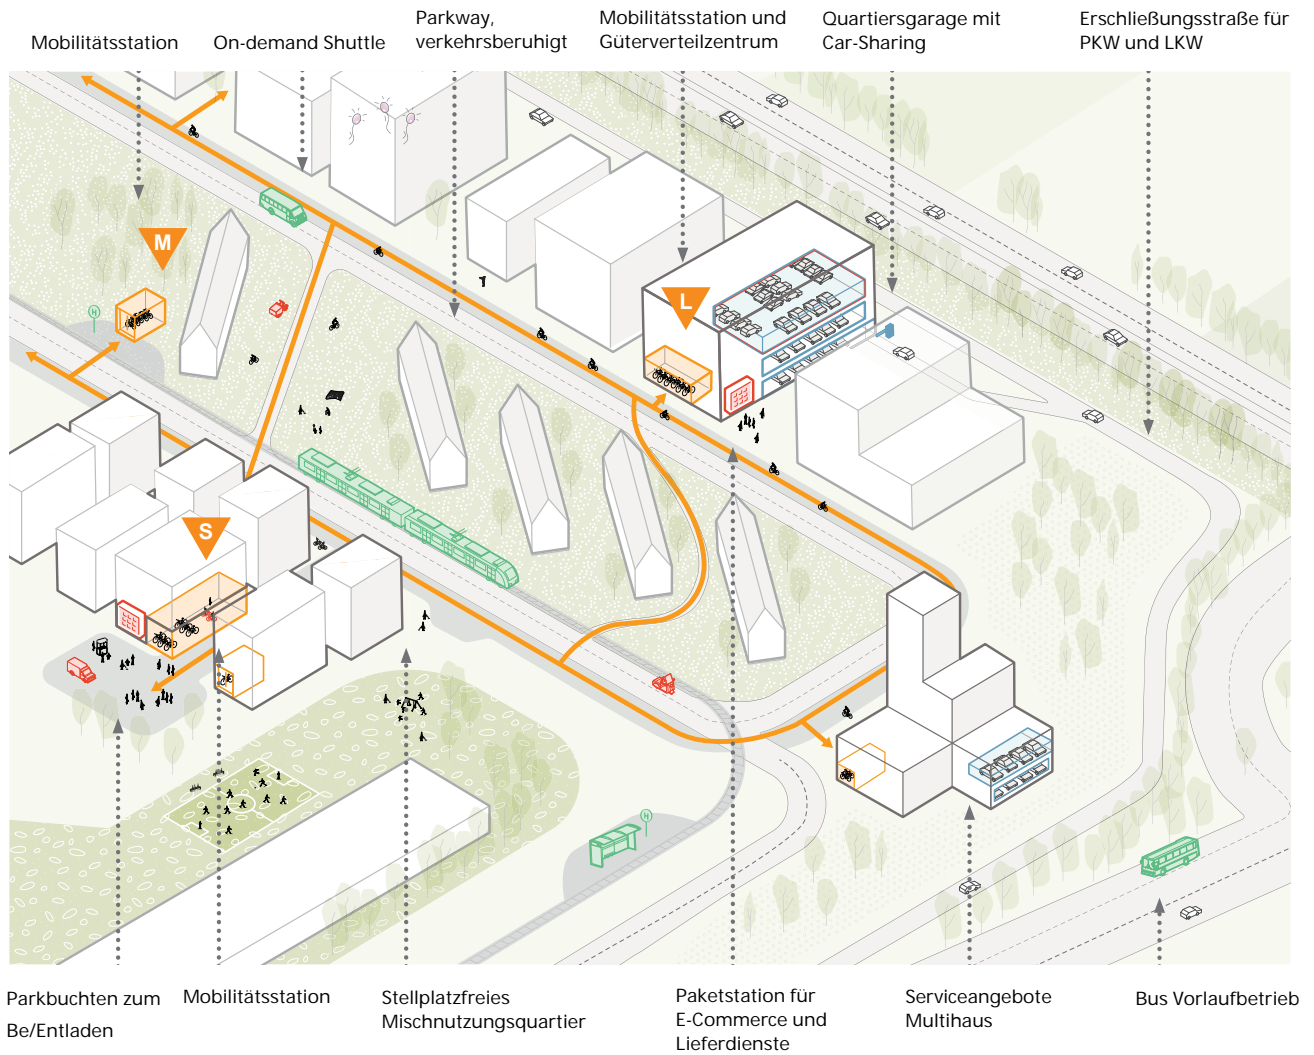 Mobilitätsstation
On-demand Shuttle
Parkway,
verkehrsberuhigt
Mobilitätsstation und
Güterverteilzentrum
Quartiersgarage mit
Car-Sharing
Erschließungsstraße für
PKW und LKW
M
L
H
S
H
Parkbuchten zum
Be/Entladen
Mobilitätsstation
Stellplatzfreies
Mischnutzungsquartier
Paketstation für
E-Commerce und
Lieferdienste
Serviceangebote
Multihaus
Bus Vorlaufbetrieb